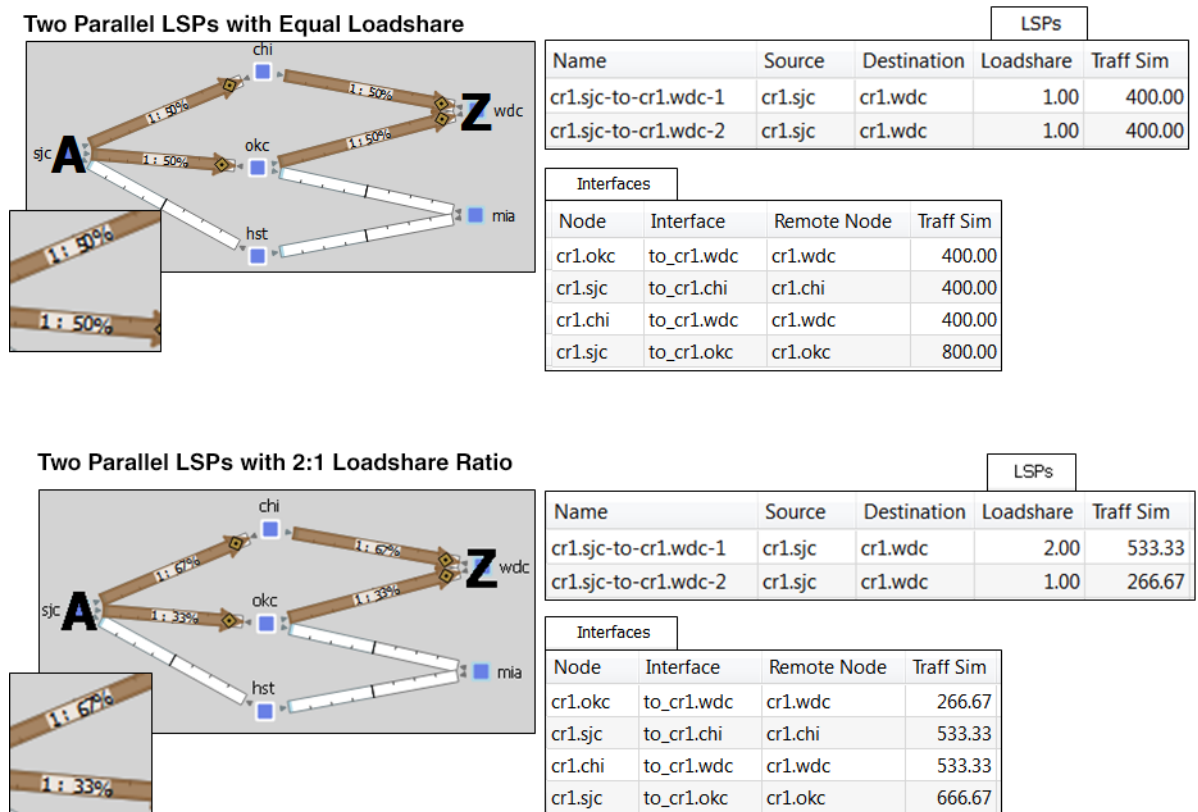 Two Parallel LSPs with Equal Loadshare
LSPs
chi
1: 50%
1: 50%
sjc A
Z wdc
okc
1: 50%
1: 50%
mia
hst
1: 50%
1: 50%
Name Source Destination Loadshare Traff Sim
cr1.sjc-to-cr1.wdc-1 cr1.sjc cr1.wdc 1.00 400.00
cr1.sjc-to-cr1.wdc-2 cr1.sjc cr1.wdc 1.00 400.00
Interfaces
Node Interface Remote Node Traff Sim
cr1.okc to_cr1.wdc cr1.wdc 400.00
cr1.sjc to_cr1.chi cr1.chi 400.00
cr1.chi to_cr1.wdc cr1.wdc 400.00
cr1.sjc to_cr1.okc cr1.okc 800.00
Two Parallel LSPs with 2:1 Loadshare Ratio
LSPs
chi
1: 67%
1: 67%
sjc A
Z wdc
okc
1: 33%
1: 33%
mia
hst
1: 67%
1: 33%
Name Source Destination Loadshare Traff Sim
cr1.sjc-to-cr1.wdc-1 cr1.sjc cr1.wdc 2.00 533.33
cr1.sjc-to-cr1.wdc-2 cr1.sjc cr1.wdc 1.00 266.67
Interfaces
Node Interface Remote Node Traff Sim
cr1.okc to_cr1.wdc cr1.wdc 266.67
cr1.sjc to_cr1.chi cr1.chi 533.33
cr1.chi to_cr1.wdc cr1.wdc 533.33
cr1.sjc to_cr1.okc cr1.okc 666.67